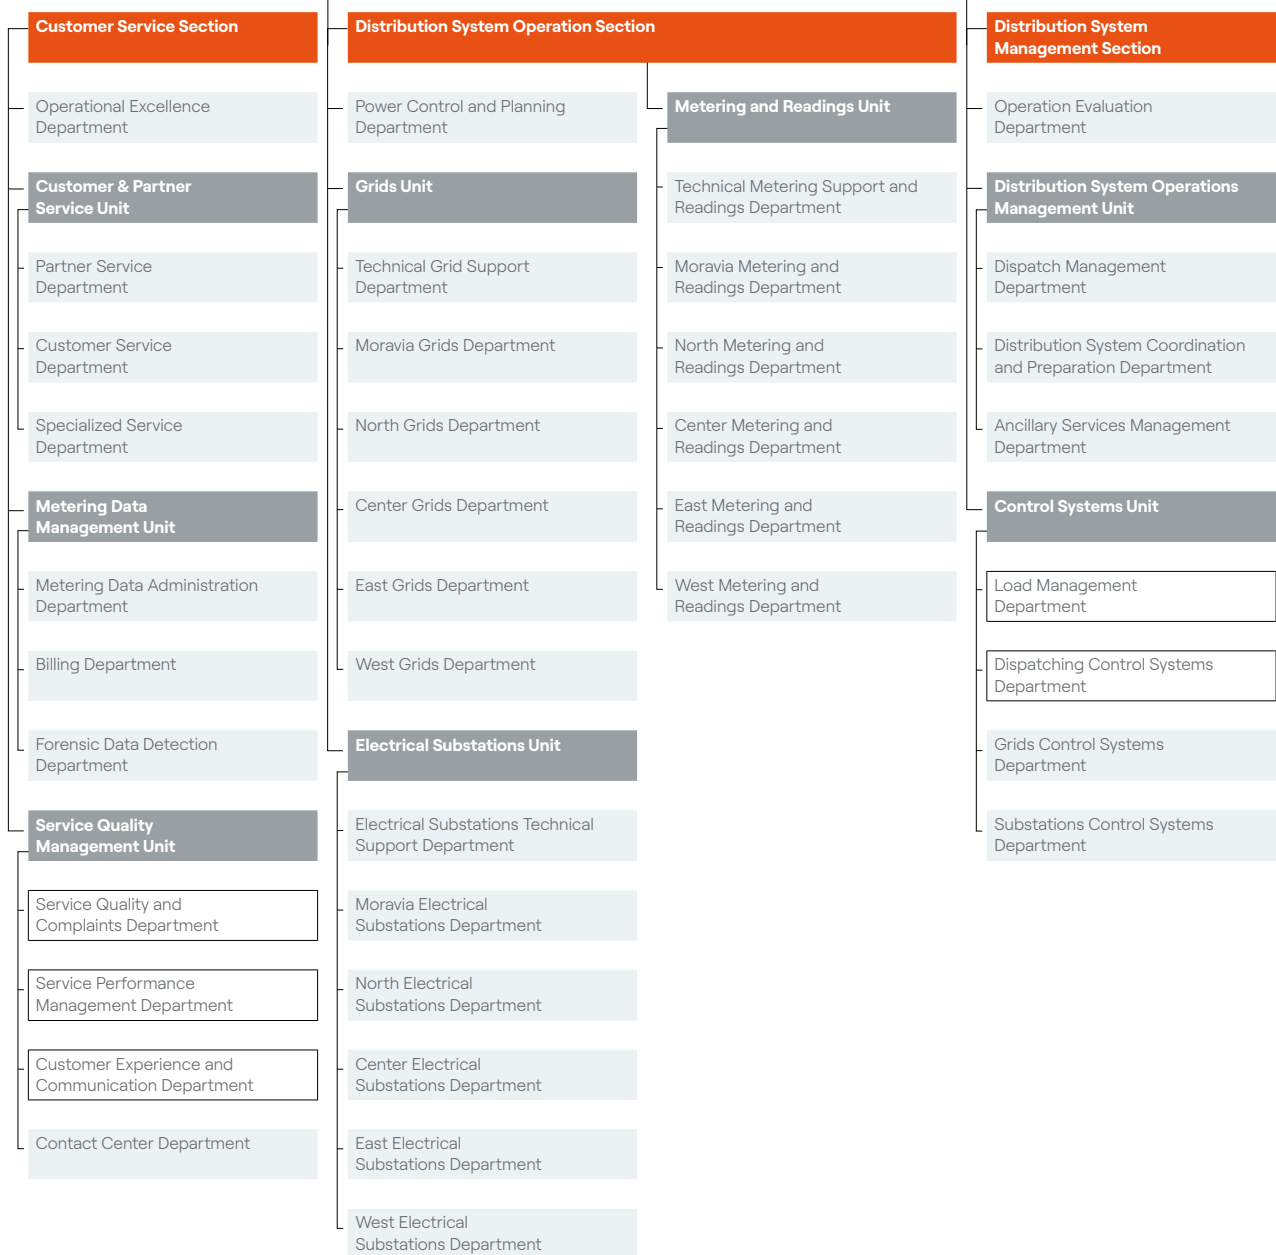 Customer Service Section
Operational Excellence
Department
Customer & Partner
Service Unit
Partner Service
Department
Customer Service
Department
Specialized Service
Department
Metering Data
Management Unit
Metering Data Administration
Department
Billing Department
Forensic Data Detection
Department
Service Quality
Management Unit
Service Quality and
Complaints Department
Service Performance
Management Department
Customer Experience and
Communication Department
Contact Center Department
Distribution System Operation Section
Power Control and Planning
Department
Grids Unit
Technical Grid Support
Department
Moravia Grids Department
North Grids Department
Center Grids Department
East Grids Department
West Grids Department
Electrical Substations Unit
Electrical Substations Technical
Support Department
Moravia Electrical
Substations Department
North Electrical
Substations Department
Center Electrical
Substations Department
East Electrical
Substations Department
West Electrical
Substations Department
Metering and Readings Unit
Technical Metering Support and
Readings Department
Moravia Metering and
Readings Department
North Metering and
Readings Department
Center Metering and
Readings Department
East Metering and
Readings Department
West Metering and
Readings Department
Distribution System
Management Section
Operation Evaluation
Department
Distribution System Operations
Management Unit
Dispatch Management
Department
Distribution System Coordination
and Preparation Department
Ancillary Services Management
Department
Control Systems Unit
Load Management
Department
Dispatching Control Systems
Department
Grids Control Systems
Department
Substations Control Systems
Department